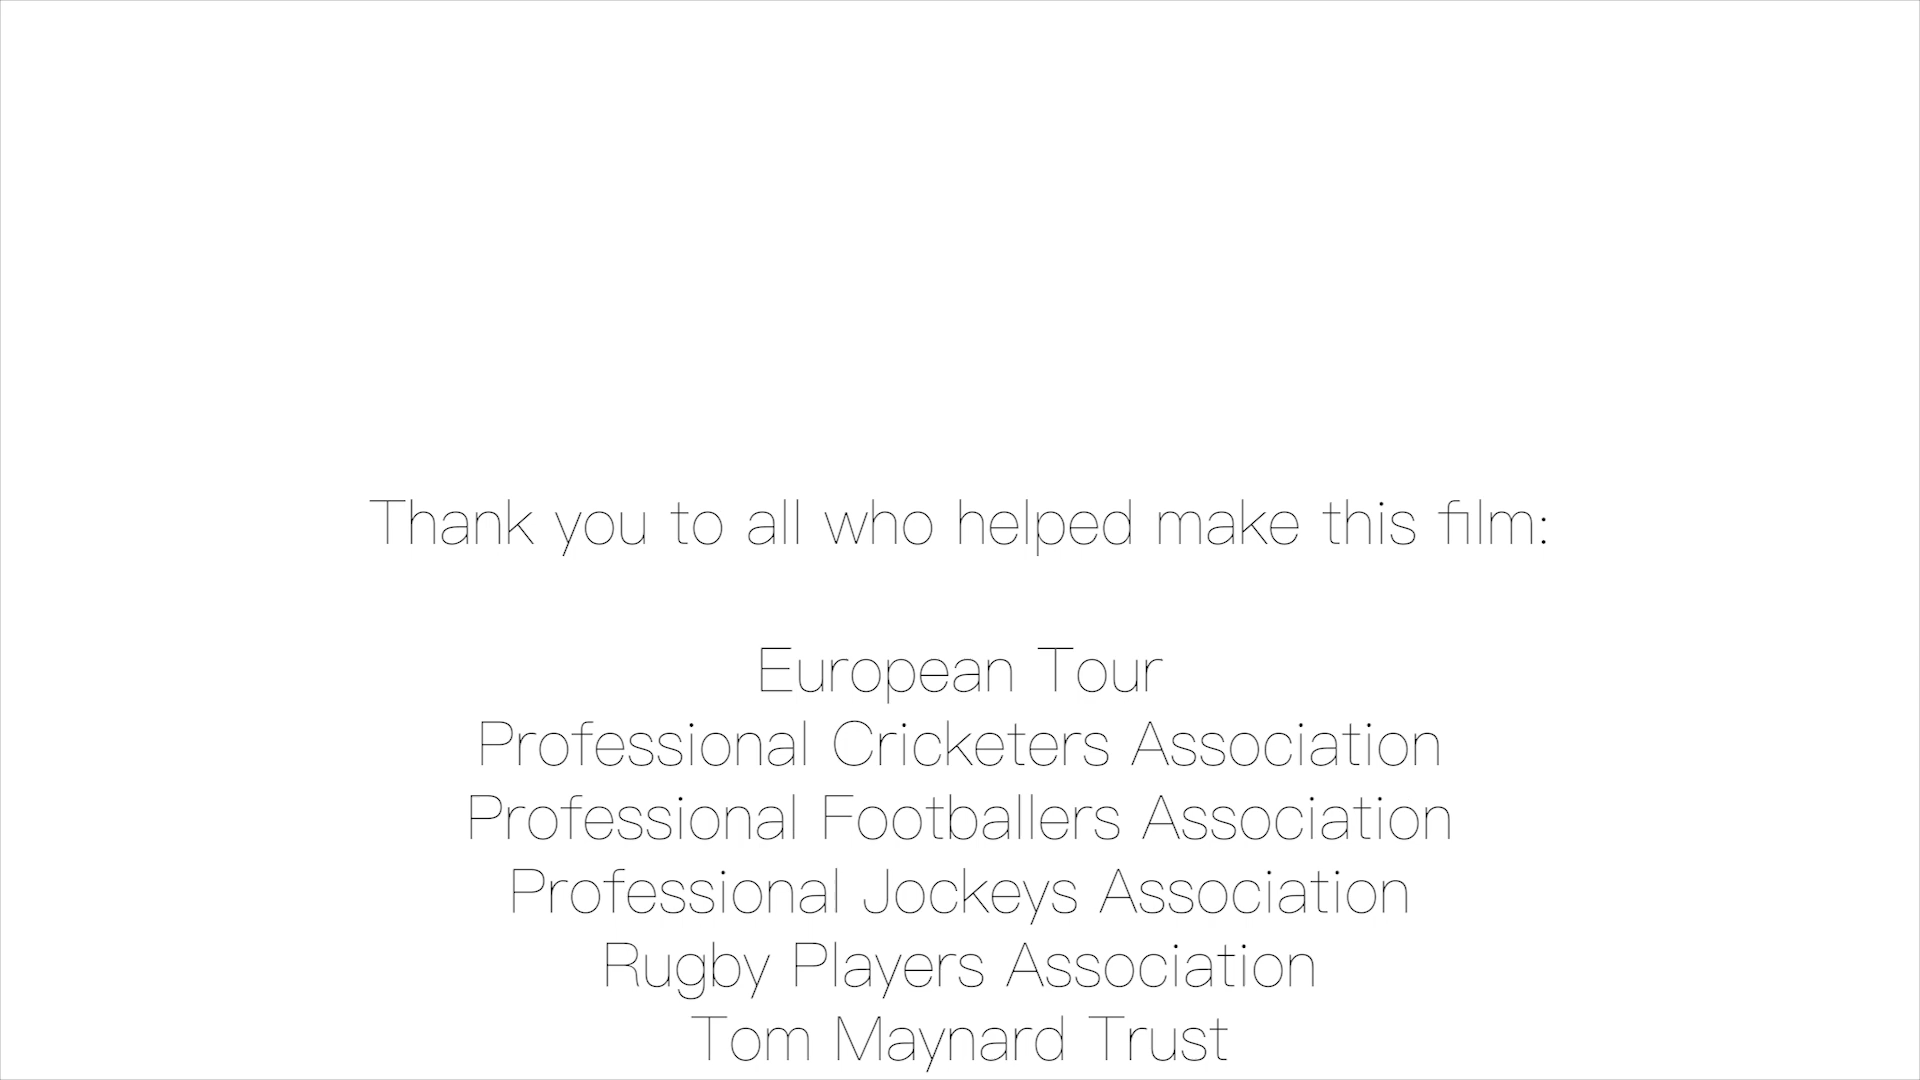 Thank you to all who helped make this film:
European Tour
Professional Cricketers Association
Professional Footballers Association
Professional Jockeys Association
Rugby Players Association
Tom Maynard Trust